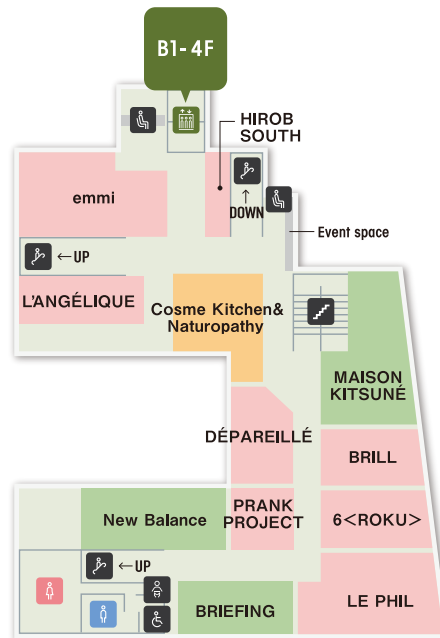 B1-4F
HIROB
SOUTH
emmi
↑
DOWN
Event space
←UP
L'ANGÉLIQUE
Cosme Kitchen&
Naturopathy
MAISON
KITSUNÉ
DÉPAREILLÉ
BRILL
New Balance
PRANK
PROJECT
6<ROKU>
←UP
BRIEFING
LE PHIL